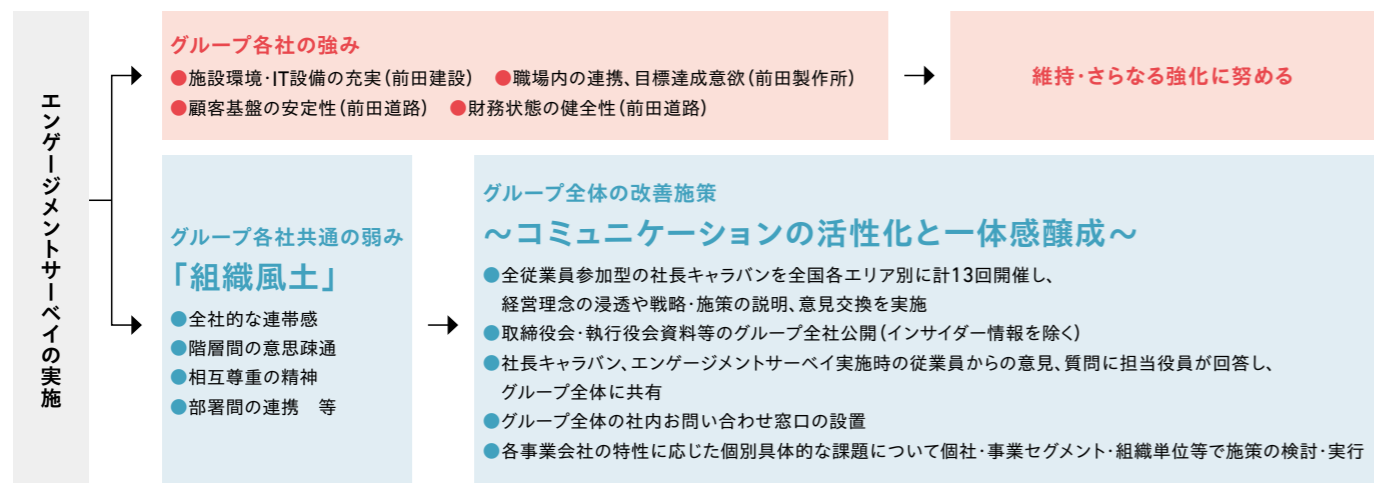 エンゲージメントサーベイの実施
グループ各社の強み
●施設環境・IT設備の充実（前田建設） ●職場内の連携、目標達成意欲（前田製作所）
●顧客基盤の安定性（前田道路） ●財務状態の健全性（前田道路）
維持・さらなる強化に努める
グループ各社共通の弱み
「組織風土」
●全社的な連帯感
●階層間の意思疎通
●相互尊重の精神
●部署間の連携　等
グループ全体の改善施策
～コミュニケーションの活性化と一体感醸成～
●全従業員参加型の社長キャラバンを全国各エリア別に計13回開催し、
経営理念の浸透や戦略・施策の説明、意見交換を実施
●取締役会・執行役会資料等のグループ全社公開（インサイダー情報を除く）
●社長キャラバン、エンゲージメントサーベイ実施時の従業員からの意見、質問に担当役員が回答し、
グループ全体に共有
●グループ全体の社内お問い合わせ窓口の設置
●各事業会社の特性に応じた個別具体的な課題について個社・事業セグメント・組織単位等で施策の検討・実行